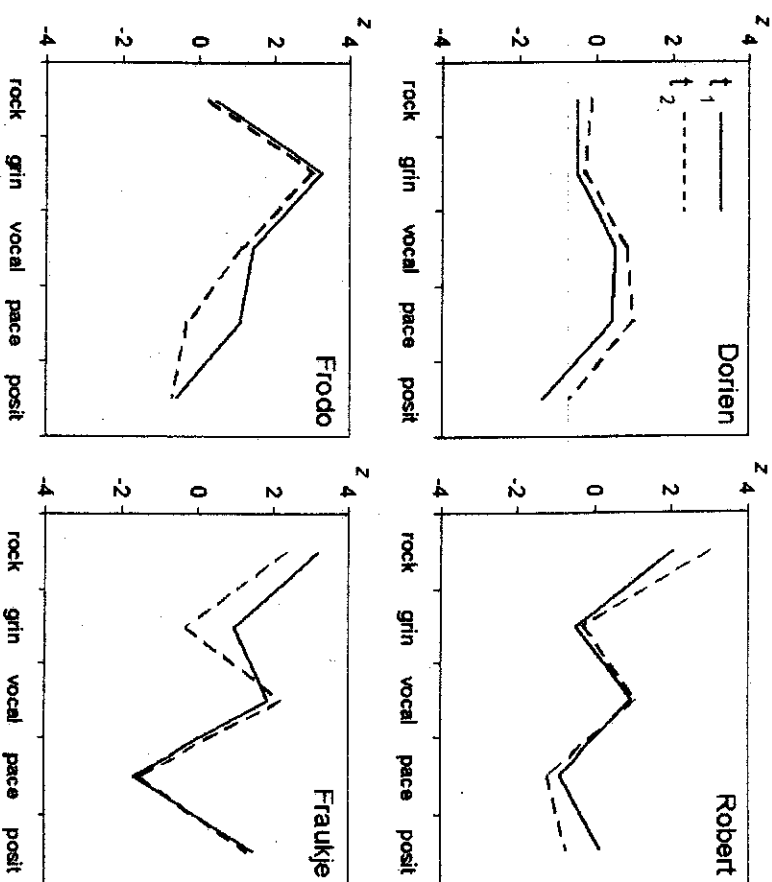 z
4
2
0
-2
-4
t1
t2
Dorien
rock grin vocal pace posit
z
4
2
0
-2
-4
Robert
rock grin vocal pace posit
z
4
2
0
-2
-4
Frodo
rock grin vocal pace posit
z
4
2
0
-2
-4
Fraukje
rock grin vocal pace posit